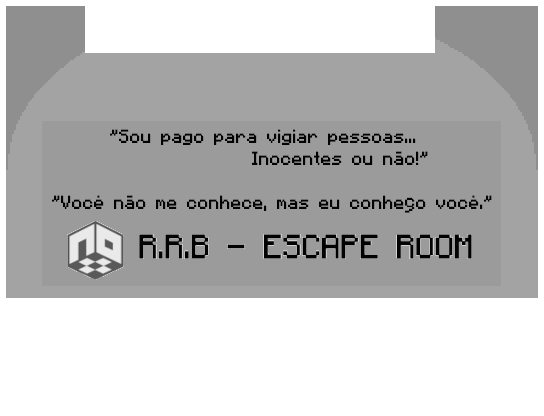 "Sou pago para vigiar pessoas...
Inocentes ou não!"
"Você não me conhece, mas eu conheço você."
R.R.B - ESCAPE ROOM